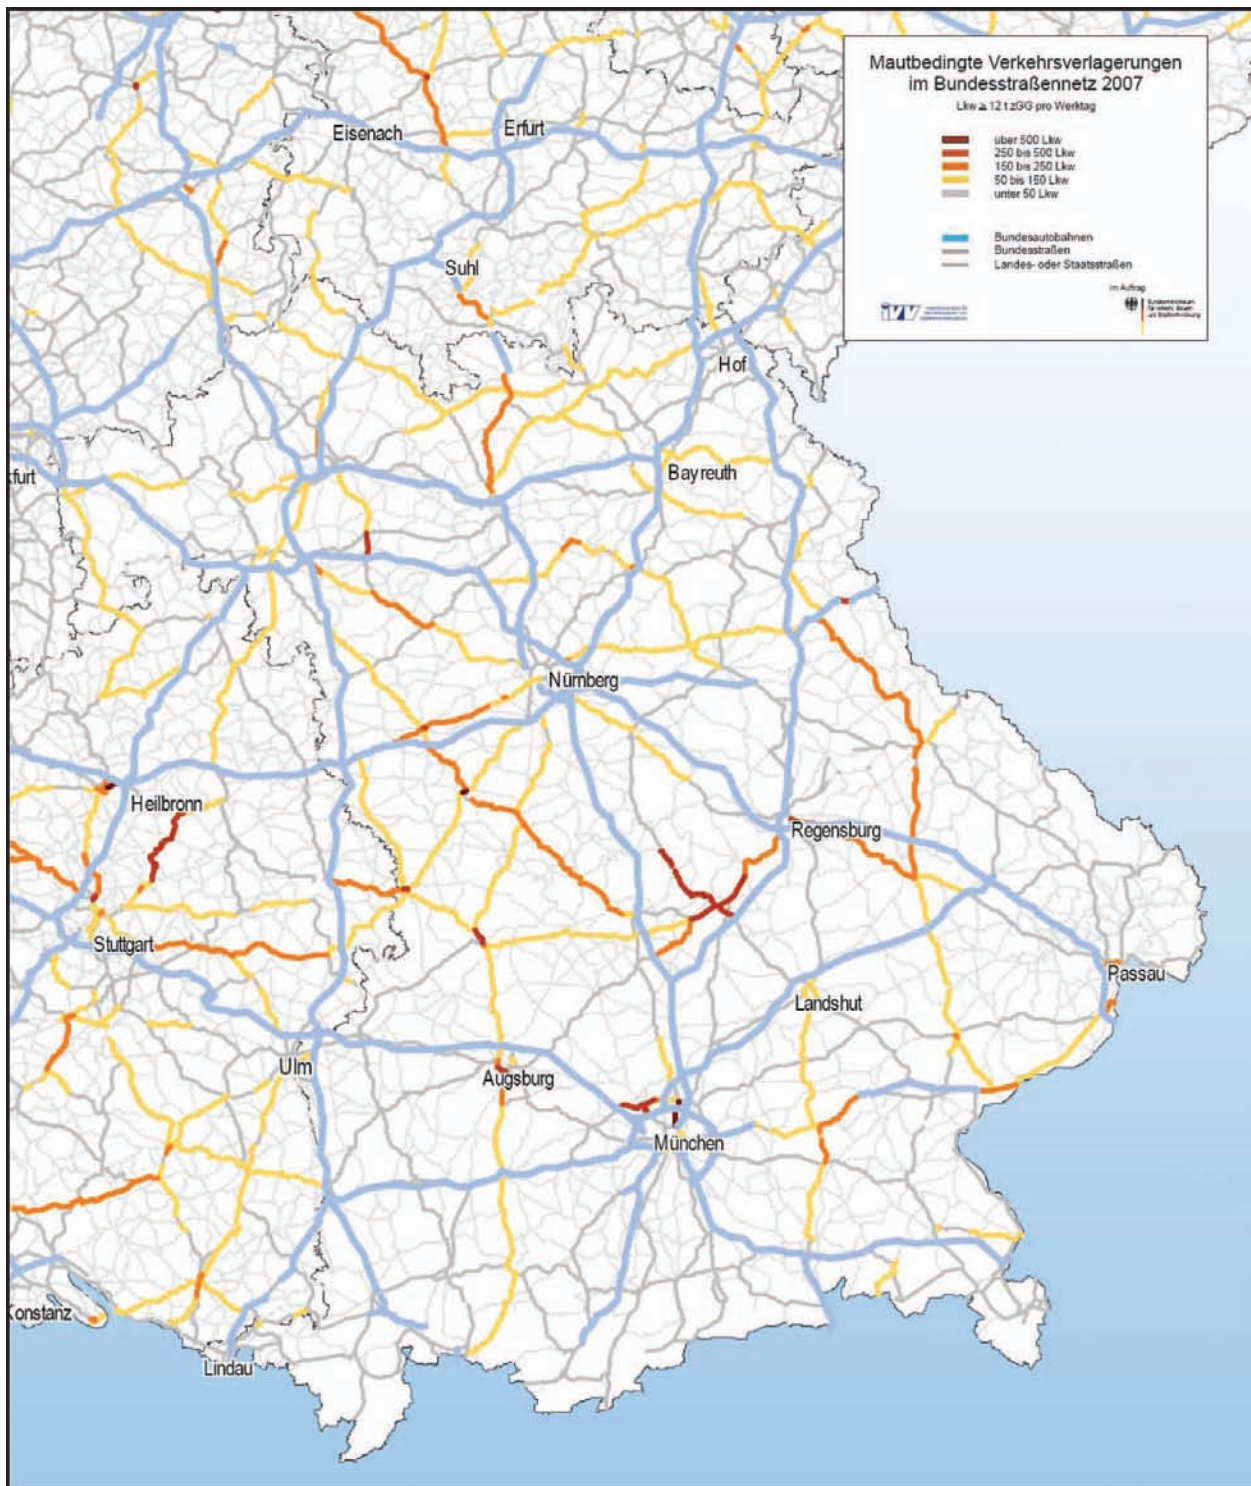 Mautbedingte Verkehrsverlagerungen
im Bundesstraßennetz 2007
Lkw ≥ 12 t zGG pro Werktag
über 500 Lkw
250 bis 500 Lkw
150 bis 250 Lkw
50 bis 150 Lkw
unter 50 Lkw
Bundesautobahnen
Bundesstraßen
Landes- oder Staatsstraßen
im Auftrag
IVV
Eisenach
Erfurt
Suhl
Hof
Bayreuth
kfurt
Nürnberg
Heilbronn
Regensburg
Stuttgart
Passau
Landshut
Ulm
Augsburg
München
Konstanz
Lindau